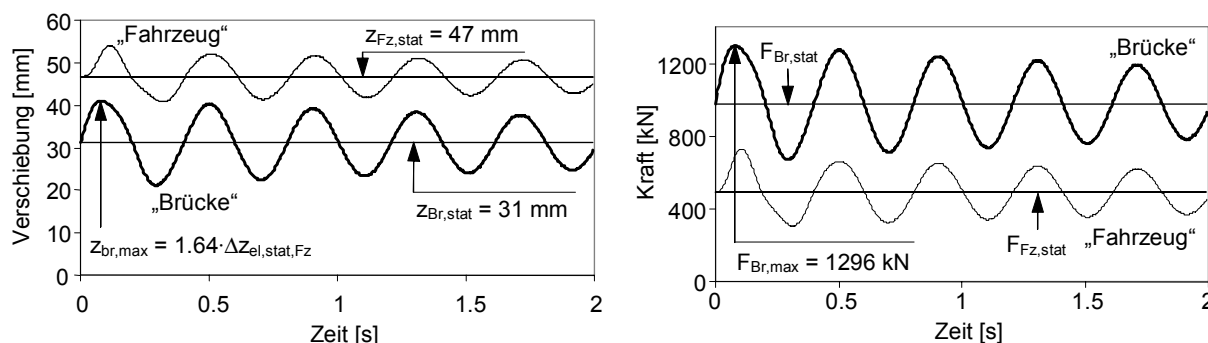 „Fahrzeug“
z_Fz,stat = 47 mm
60
50
40
30
20
10
0
Verschiebung [mm]
„Brücke“
z_Br,stat = 31 mm
z_br,max = 1.64·Δz_el,stat,Fz
0
0.5
1
1.5
2
Zeit [s]
F_Br,stat
„Brücke“
1200
800
400
0
Kraft [kN]
F_Fz,stat
„Fahrzeug“
F_Br,max = 1296 kN
0
0.5
1
1.5
2
Zeit [s]